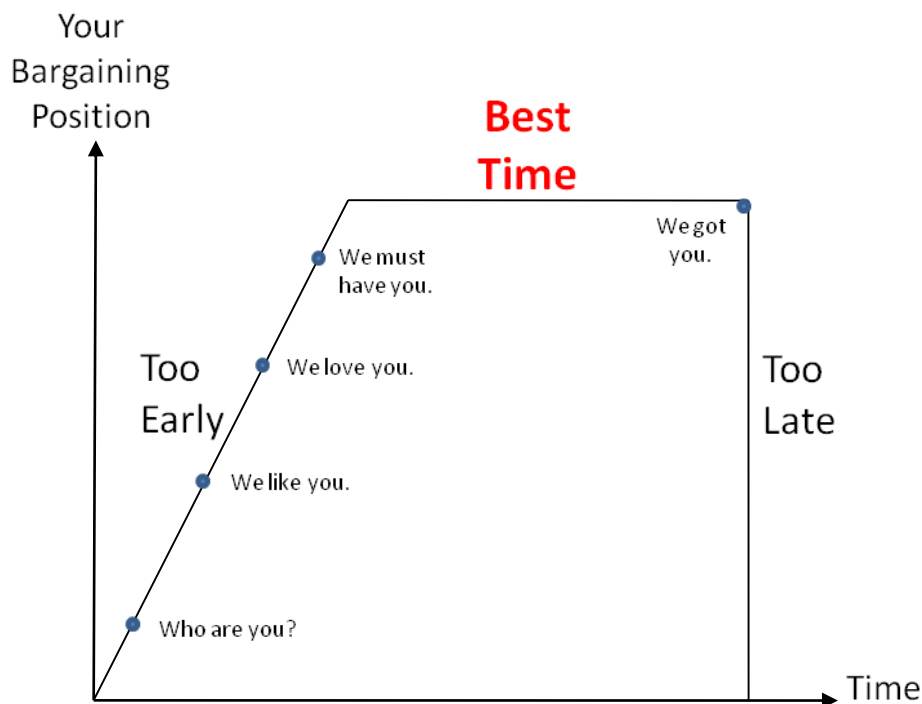 Your
Bargaining
Position
Best
Time
We got
you.
We must
have you.
Too
Early
We love you.
Too
Late
We like you.
Who are you?
Time